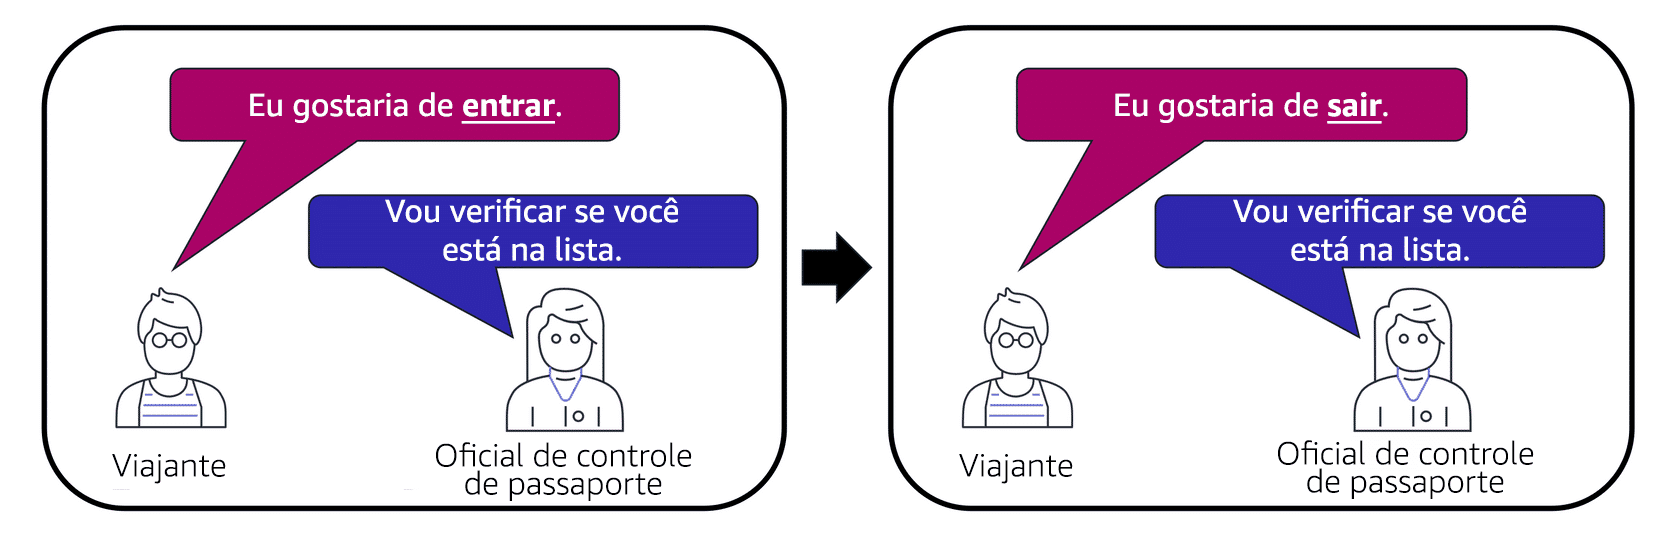 Eu gostaria de entrar.
Vou verificar se você
está na lista.
Viajante
Oficial de controle
de passaporte
Eu gostaria de sair.
Vou verificar se você
está na lista.
Viajante
Oficial de controle
de passaporte